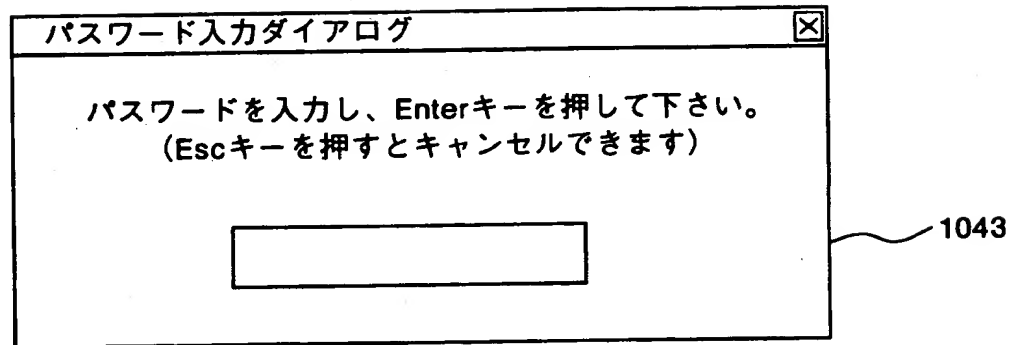 パスワード入力ダイアログ
パスワードを入力し、Enterキーを押して下さい。
(Escキーを押すとキャンセルできます)
1043